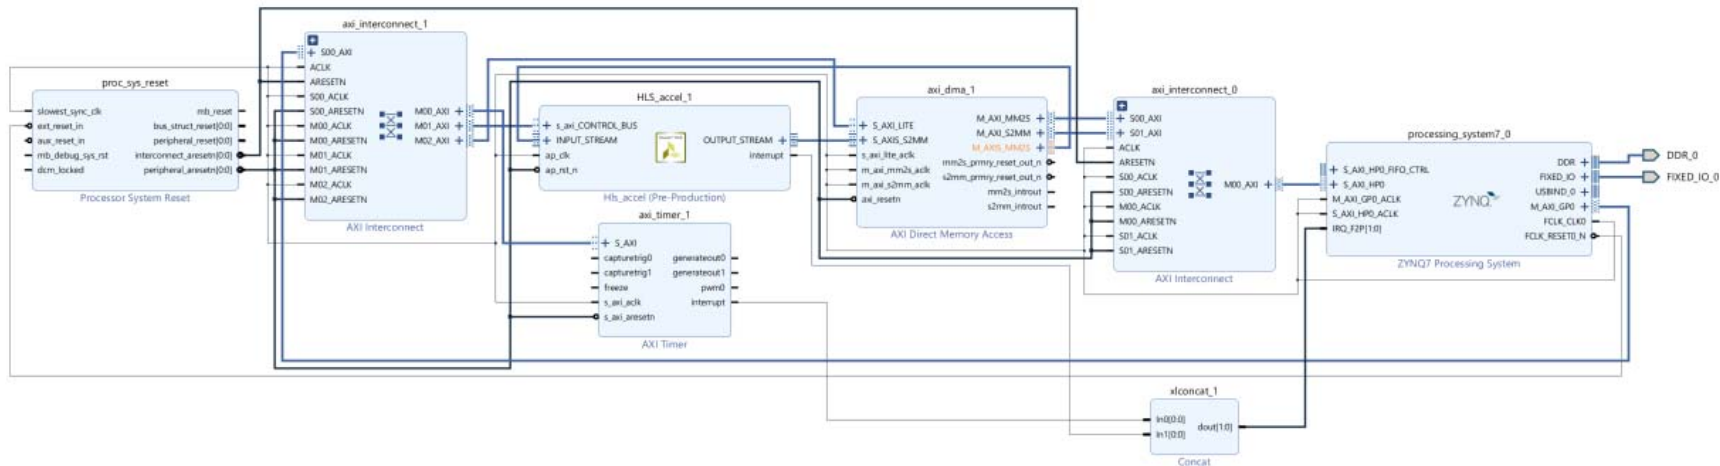 axi_interconnect_1
S00_AXI
ACLK
ARESETN
S00_ACLK
S00_ARESETN
M00_ACLK
M00_ARESETN
M01_ACLK
M01_ARESETN
M02_ACLK
M02_ARESETN
M00_AXI
M01_AXI
M02_AXI
AXI Interconnect
proc_sys_reset
slowest_sync_clk
ext_reset_in
aux_reset_in
mb_debug_sys_rst
dcm_locked
mb_reset
bus_struct_reset[0:0]
peripheral_reset[0:0]
interconnect_aresetn[0:0]
peripheral_aresetn[0:0]
Processor System Reset
HLS_accel_1
s_axi_CONTROL_BUS
INPUT_STREAM
ap_clk
ap_rst_n
OUTPUT_STREAM
interrupt
Hls_accel (Pre-Production)
axi_timer_1
S_AXI
capturetrig0
capturetrig1
freeze
s_axi_aclk
s_axi_aresetn
generateout0
generateout1
pwm0
interrupt
AXI Timer
axi_dma_1
S_AXI_LITE
S_AXIS_S2MM
s_axi_lite_aclk
m_axi_mm2s_aclk
m_axi_s2mm_aclk
axi_resetn
M_AXI_MM2S
M_AXI_S2MM
M_AXIS_MM2S
mm2s_prmry_reset_out_n
s2mm_prmry_reset_out_n
mm2s_introut
s2mm_introut
AXI Direct Memory Access
axi_interconnect_0
S00_AXI
S01_AXI
ACLK
ARESETN
S00_ACLK
S00_ARESETN
M00_ACLK
M00_ARESETN
S01_ACLK
S01_ARESETN
M00_AXI
AXI Interconnect
processing_system7_0
S_AXI_HP0_FIFO_CTRL
S_AXI_HP0
M_AXI_GP0_ACLK
S_AXI_HP0_ACLK
IRQ_F2P[1:0]
ZYNQ
DDR
FIXED_IO
USBIND_0
M_AXI_GP0
FCLK_CLK0
FCLK_RESET0_N
ZYNQ7 Processing System
DDR_0
FIXED_IO_0
xlconcat_1
In0[0:0]
In1[0:0]
dout[1:0]
Concat